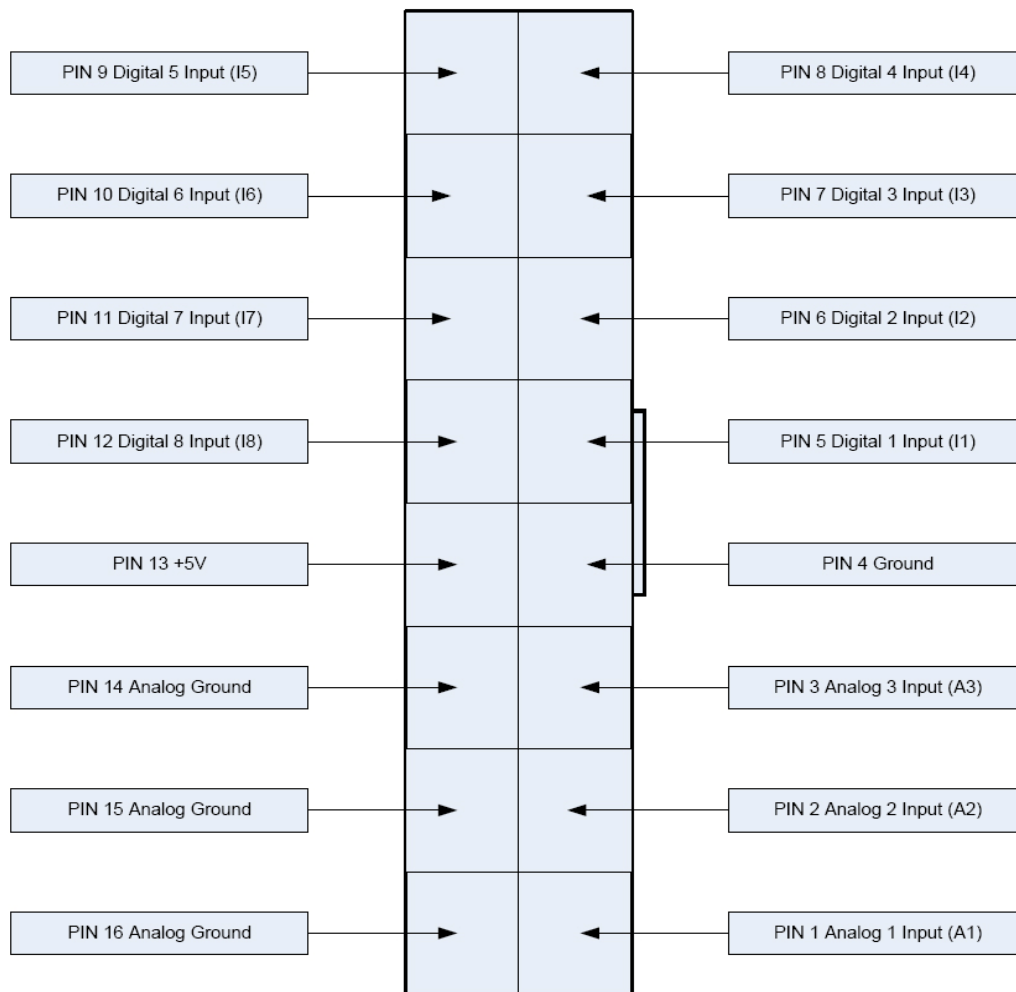 PIN 9 Digital 5 Input (I5)
PIN 8 Digital 4 Input (I4)
PIN 10 Digital 6 Input (I6)
PIN 7 Digital 3 Input (I3)
PIN 11 Digital 7 Input (I7)
PIN 6 Digital 2 Input (I2)
PIN 12 Digital 8 Input (I8)
PIN 5 Digital 1 Input (I1)
PIN 13 +5V
PIN 4 Ground
PIN 14 Analog Ground
PIN 3 Analog 3 Input (A3)
PIN 15 Analog Ground
PIN 2 Analog 2 Input (A2)
PIN 16 Analog Ground
PIN 1 Analog 1 Input (A1)